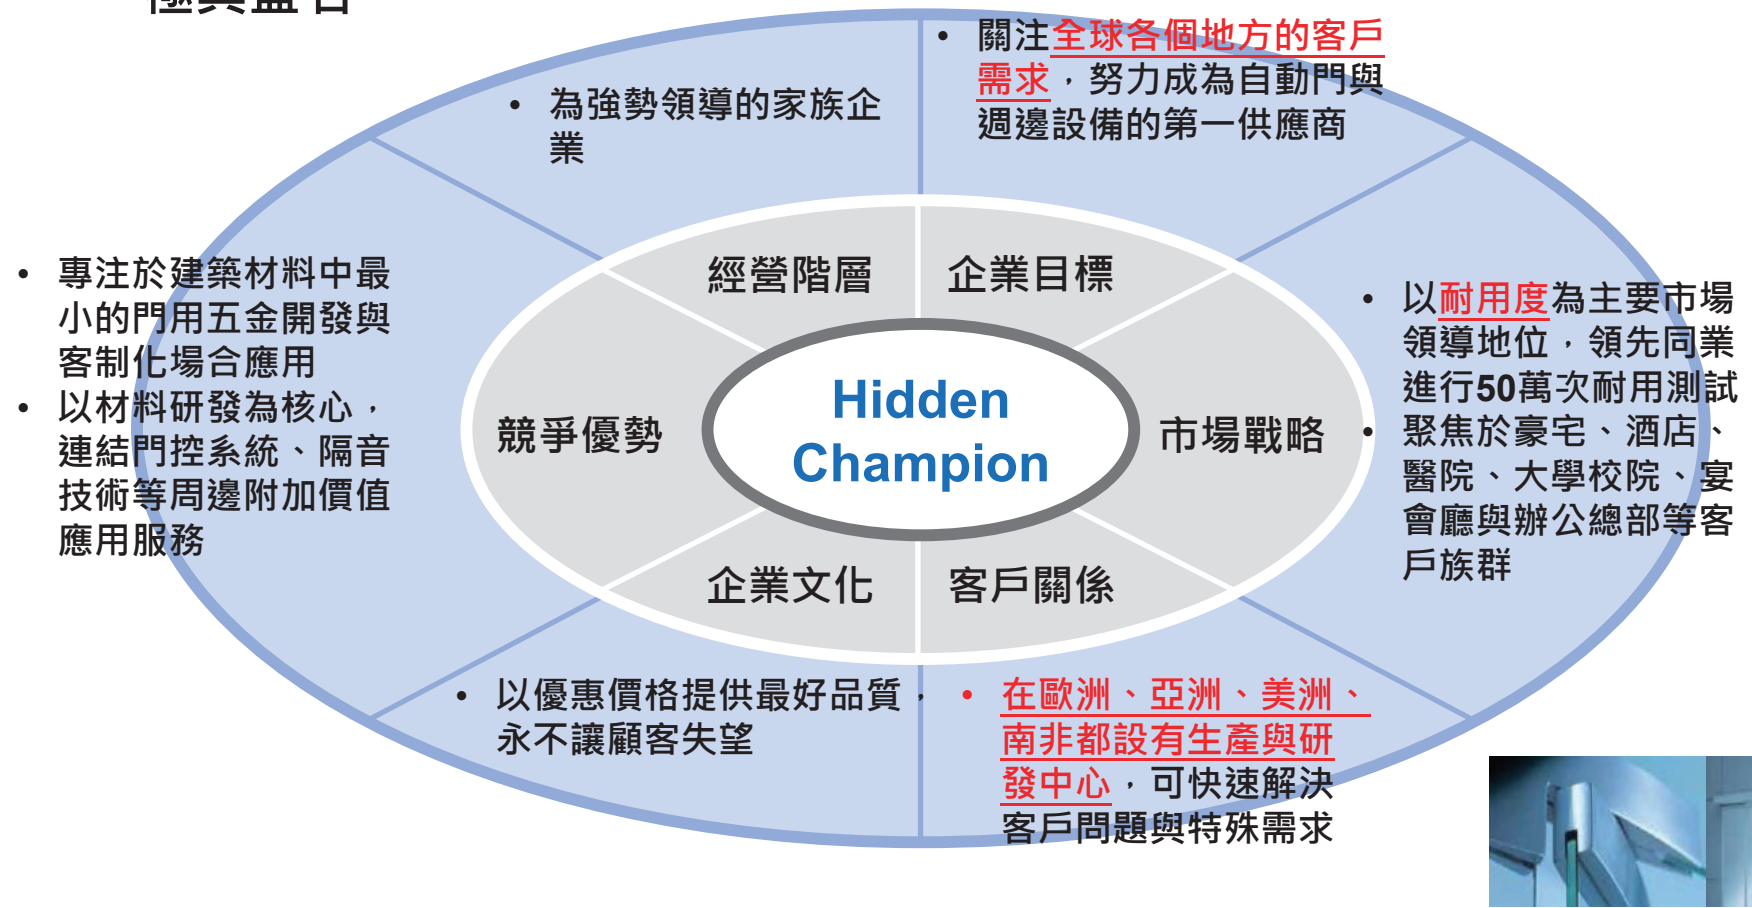 • 關注全球各個地方的客戶
需求，努力成為自動門與
週邊設備的第一供應商
• 為強勢領導的家族企
業
經營階層
企業目標
• 專注於建築材料中最
小的門用五金開發與
客制化場合應用
• 以材料研發為核心，
連結門控系統、隔音
技術等周邊附加價值
應用服務
競爭優勢
Hidden
Champion
市場戰略
• 以耐用度為主要市場
領導地位，領先同業
進行50萬次耐用測試
• 聚焦於豪宅、酒店、
醫院、大學校院、宴
會廳與辦公總部等客
戶族群
企業文化
客戶關係
• 以優惠價格提供最好品質，
永不讓顧客失望
• 在歐洲、亞洲、美洲、
南非都設有生產與研
發中心，可快速解決
客戶問題與特殊需求